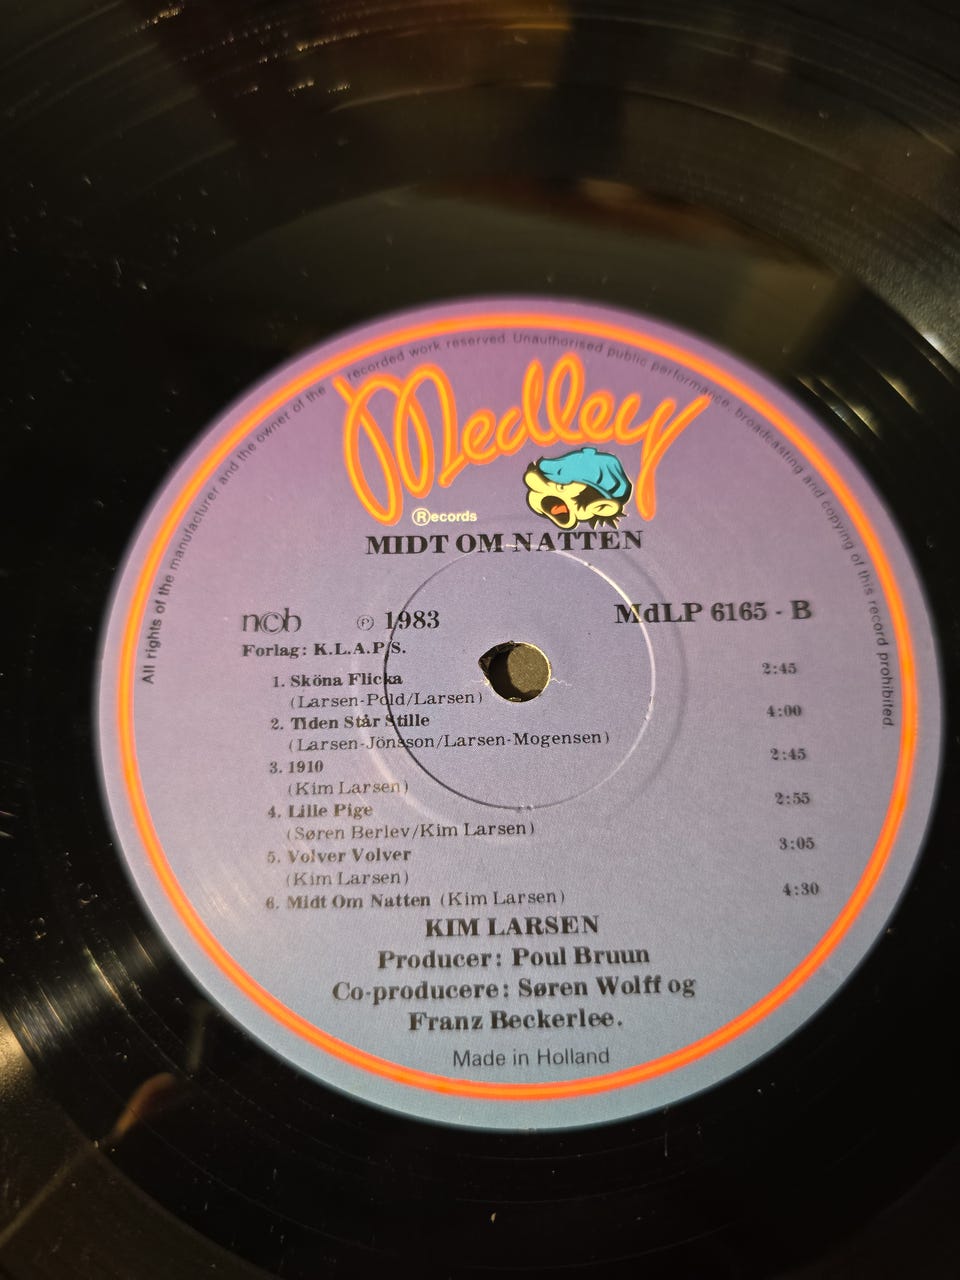 All rights of the manufacturer and the owner of the recorded work reserved. Unauthorised public performance, broadcasting and copying of this record prohibited.
Medley
®ecords
MIDT OM NATTEN
ncb ℗ 1983 MdLP 6165 - B
Forlag: K.L.A.P.S.
1. Sköna Flicka 2:45
(Larsen-Pold/Larsen)
2. Tiden Står Stille 4:00
(Larsen-Jönsson/Larsen-Mogensen)
3. 1910 2:45
(Kim Larsen)
4. Lille Pige 2:55
(Søren Berlev/Kim Larsen)
5. Volver Volver 3:05
(Kim Larsen)
6. Midt Om Natten (Kim Larsen) 4:30
KIM LARSEN
Producer: Poul Bruun
Co-producere: Søren Wolff og
Franz Beckerlee.
Made in Holland